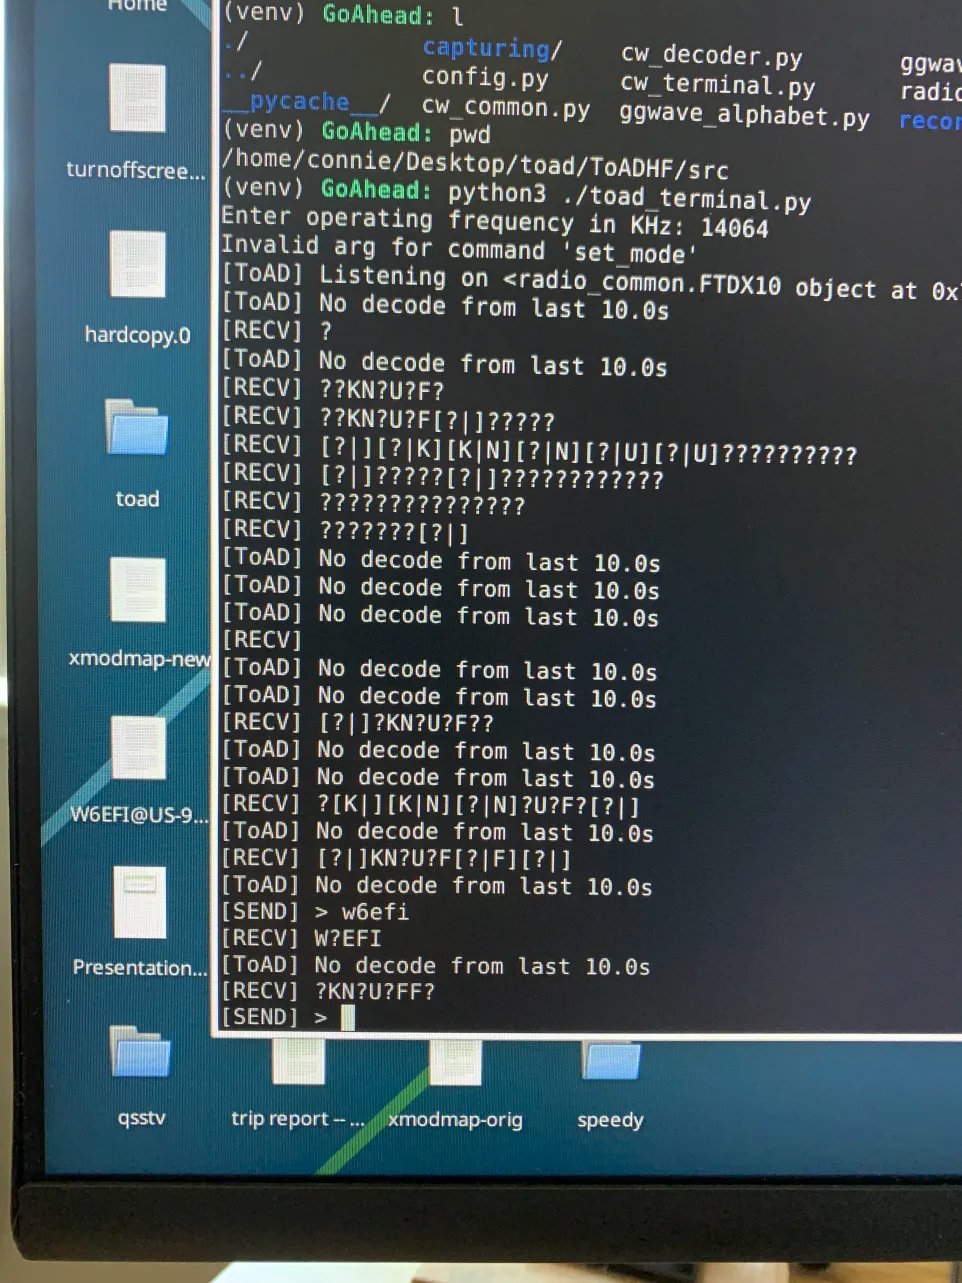 Home
turnoffscree...
hardcopy.0
toad
xmodmap-new
W6EFI@US-9...
Presentation...
qsstv
trip report -- ...
xmodmap-orig
speedy
(venv) GoAhead: l
./ capturing/ cw_decoder.py ggwav
../ config.py cw_terminal.py radio
__pycache__/ cw_common.py ggwave_alphabet.py recor
(venv) GoAhead: pwd
/home/connie/Desktop/toad/ToADHF/src
(venv) GoAhead: python3 ./toad_terminal.py
Enter operating frequency in KHz: 14064
Invalid arg for command 'set_mode'
[ToAD] Listening on <radio_common.FTDX10 object at 0x
[ToAD] No decode from last 10.0s
[RECV] ?
[ToAD] No decode from last 10.0s
[RECV] ??KN?U?F?
[RECV] ??KN?U?F[?|]?????
[RECV] [?|][?|K][K|N][?|N][?|U][?|U]??????????
[RECV] [?|]?????[?|]????????????
[RECV] ???????????????
[RECV] ???????[?|]
[ToAD] No decode from last 10.0s
[ToAD] No decode from last 10.0s
[ToAD] No decode from last 10.0s
[RECV]
[ToAD] No decode from last 10.0s
[ToAD] No decode from last 10.0s
[RECV] [?|]?KN?U?F??
[ToAD] No decode from last 10.0s
[ToAD] No decode from last 10.0s
[RECV] ?[K|][K|N][?|N]?U?F?[?|]
[ToAD] No decode from last 10.0s
[RECV] [?|]KN?U?F[?|F][?|]
[ToAD] No decode from last 10.0s
[SEND] > w6efi
[RECV] W?EFI
[ToAD] No decode from last 10.0s
[RECV] ?KN?U?FF?
[SEND] >